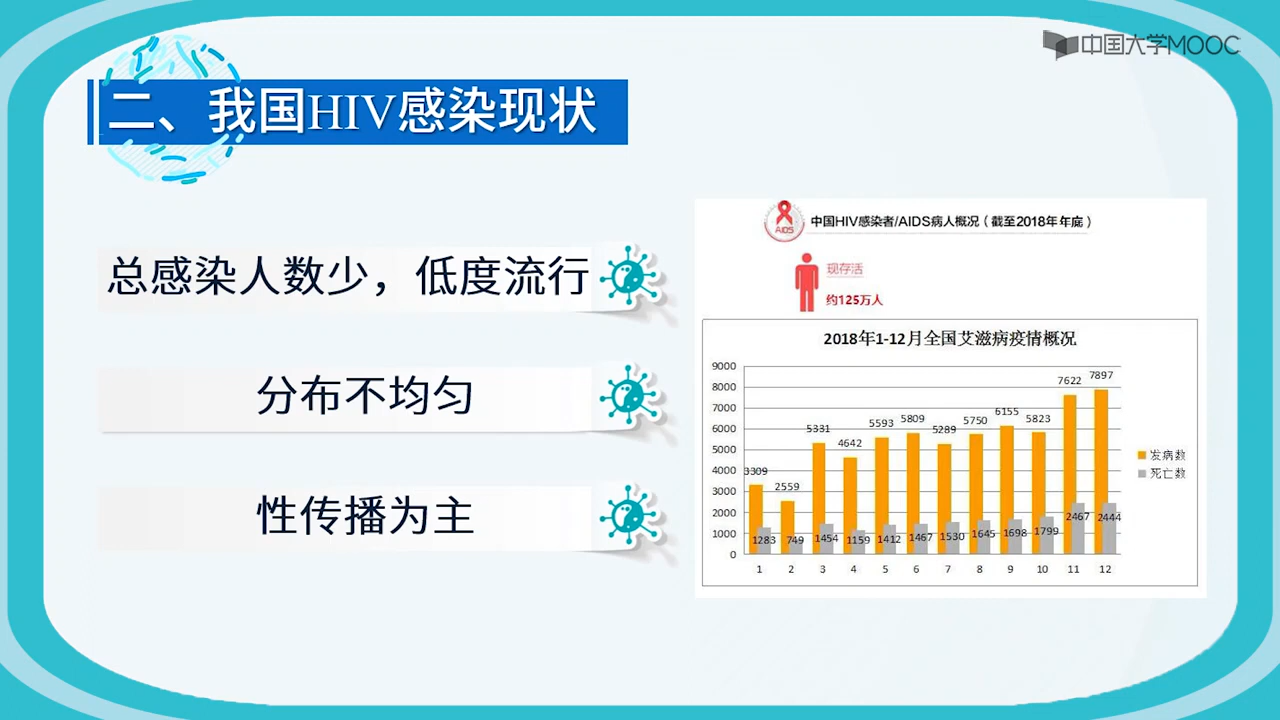 中国大学MOOC
二、我国HIV感染现状
总感染人数少，低度流行
分布不均匀
性传播为主
AIDS
中国HIV感染者/AIDS病人概况（截至2018年年底）
现存活
约125万人
2018年1-12月全国艾滋病疫情概况
9000
8000
7000
6000
5000
4000
3000
2000
1000
0
3309
2559
5331
4642
5593
5809
5289
5750
6155
5823
7622
7897
1283
749
1454
1159
1412
1467
1530
1645
1698
1799
2467
2444
1 2 3 4 5 6 7 8 9 10 11 12
发病数
死亡数